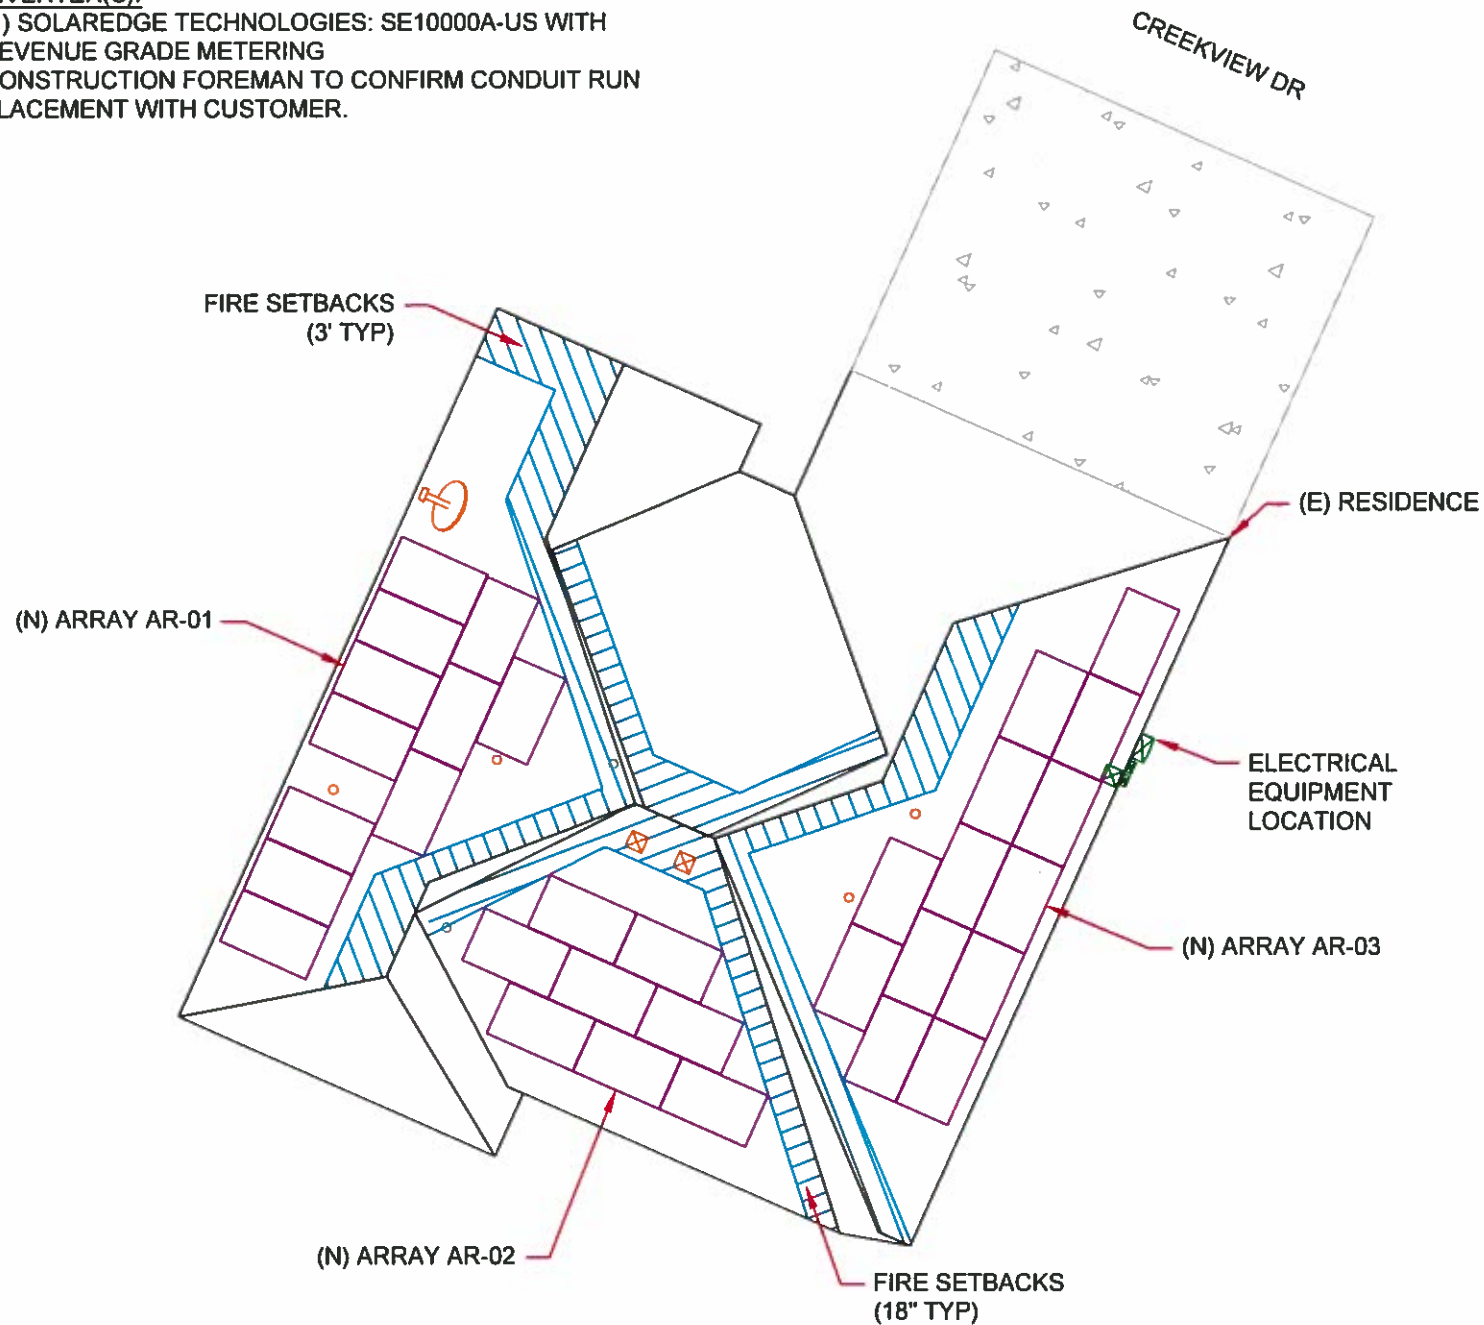 ) SOLAREDGE TECHNOLOGIES: SE10000A-US WITH
EVENUE GRADE METERING
ONSTRUCTION FOREMAN TO CONFIRM CONDUIT RUN
LACEMENT WITH CUSTOMER.
CREEKVIEW DR
FIRE SETBACKS
(3' TYP)
(E) RESIDENCE
(N) ARRAY AR-01
ELECTRICAL
EQUIPMENT
LOCATION
(N) ARRAY AR-03
(N) ARRAY AR-02
FIRE SETBACKS
(18" TYP)